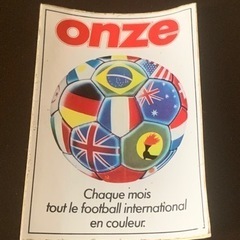 onze
Chaque mois
tout le football international
en couleur.